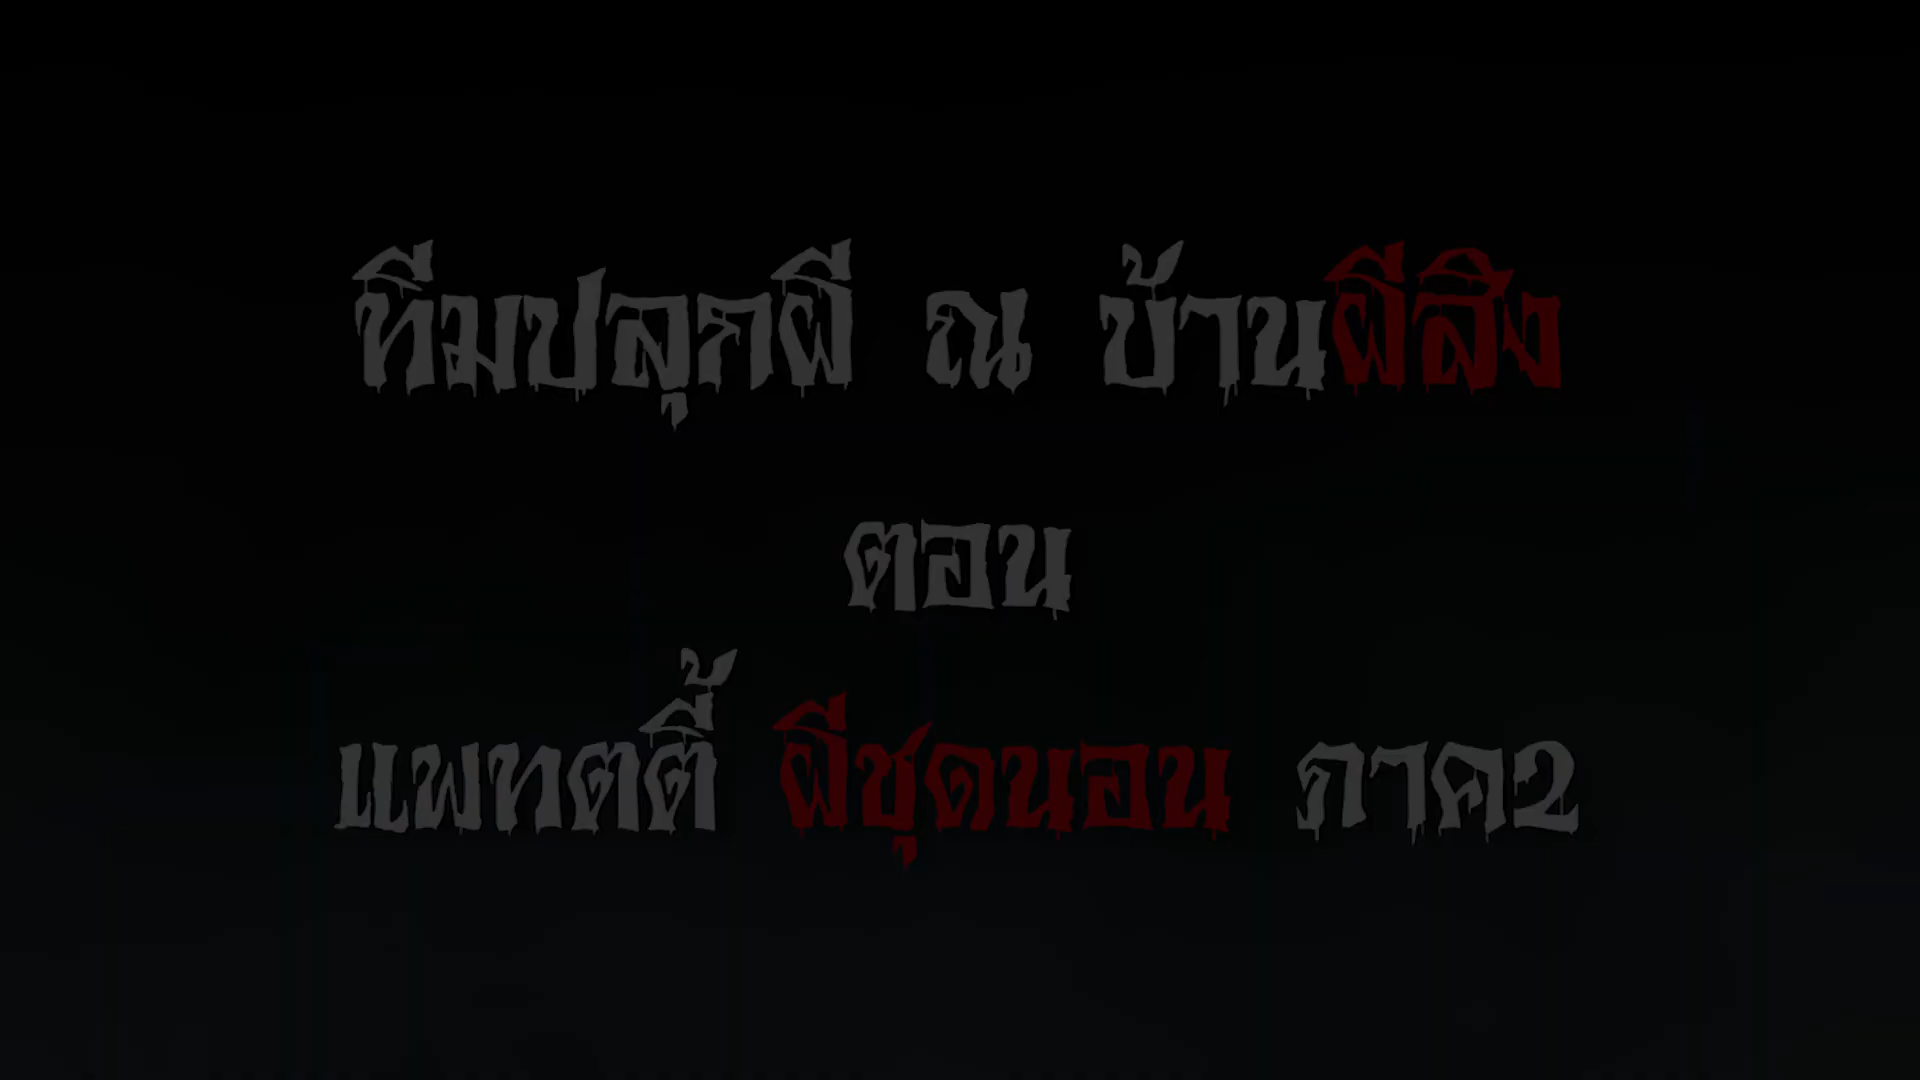 ทีมปลุกผี ณ บ้านผีสิง
ตอน
แพทตตี้ ผีชุดนอน ภาค2